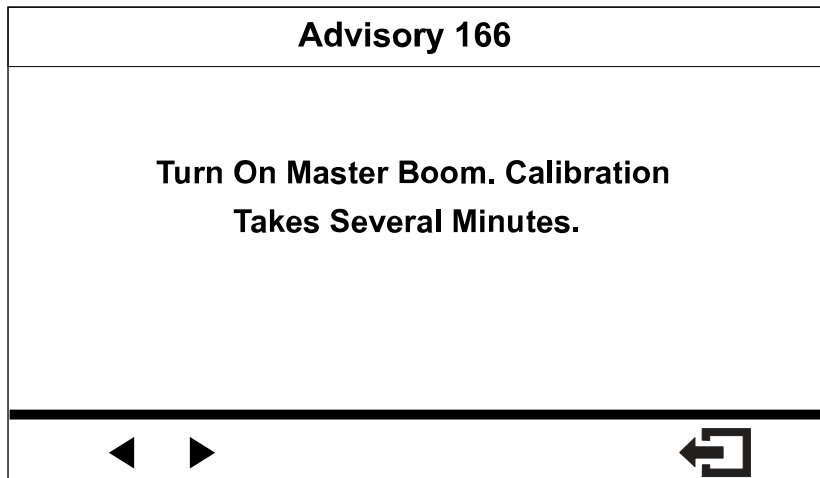 Advisory 166
Turn On Master Boom. Calibration
Takes Several Minutes.